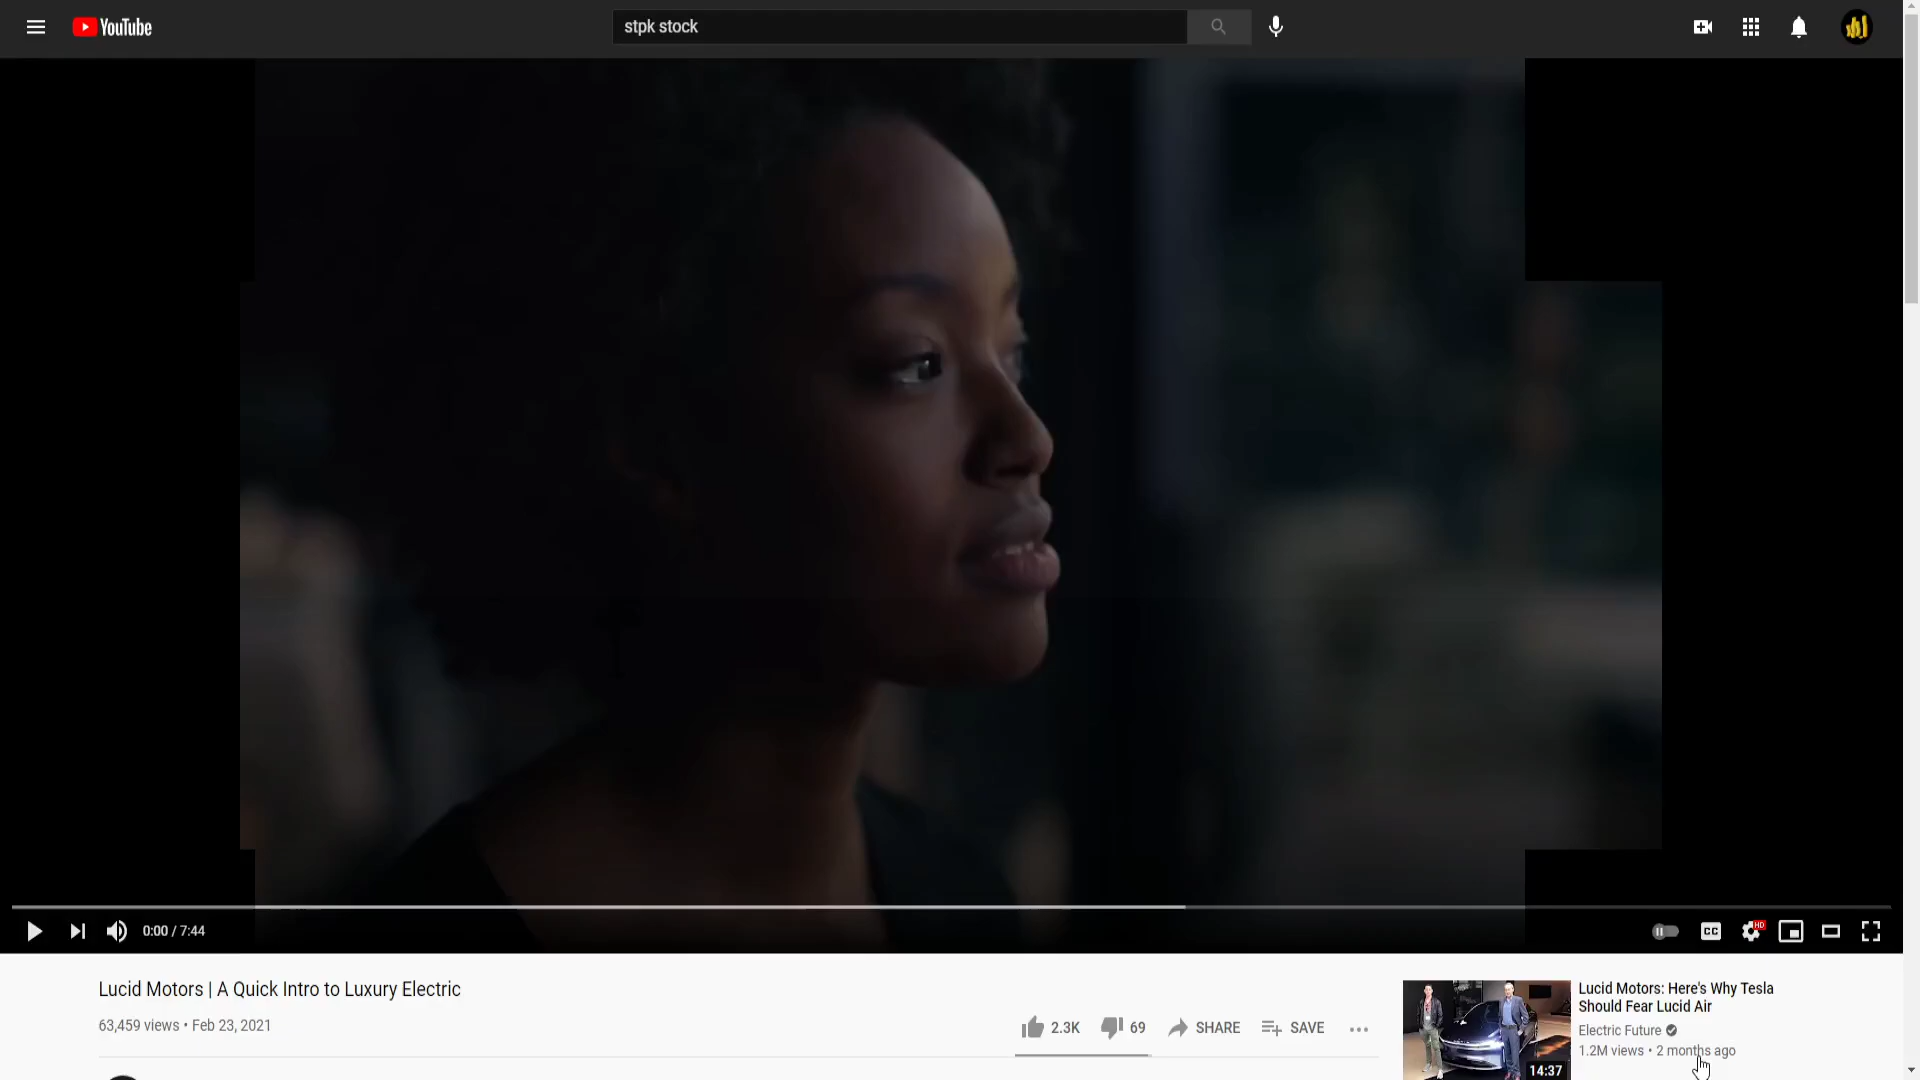 YouTube
stpk stock
0:00 / 7:44
CC
HD
Lucid Motors | A Quick Intro to Luxury Electric
63,459 views • Feb 23, 2021
2.3K
69
SHARE
SAVE
14:37
Lucid Motors: Here's Why Tesla
Should Fear Lucid Air
Electric Future
1.2M views • 2 months ago